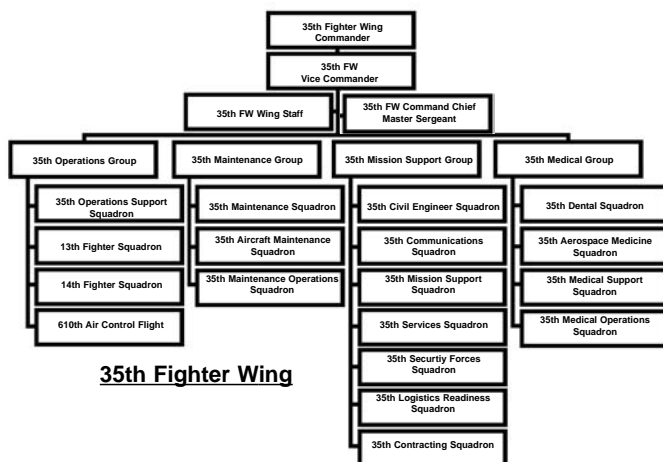 35th Fighter Wing
Commander
35th FW
Vice Commander
35th FW Wing Staff
35th FW Command Chief
Master Sergeant
35th Operations Group
35th Maintenance Group
35th Mission Support Group
35th Medical Group
35th Operations Support
Squadron
13th Fighter Squadron
14th Fighter Squadron
610th Air Control Flight
35th Maintenance Squadron
35th Aircraft Maintenance
Squadron
35th Maintenance Operations
Squadron
35th Civil Engineer Squadron
35th Communications
Squadron
35th Mission Support
Squadron
35th Services Squadron
35th Securtiy Forces
Squadron
35th Logistics Readiness
Squadron
35th Contracting Squadron
35th Dental Squadron
35th Aerospace Medicine
Squadron
35th Medical Support
Squadron
35th Medical Operations
Squadron
35th Fighter Wing